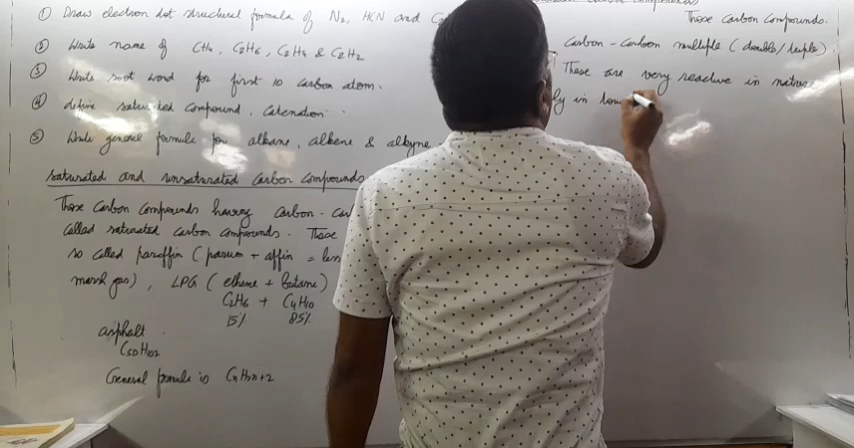 ① Draw electron dot structural formula of N2, HCN and
② Write name of CH4, C2H6, C2H4 & C2H2
③ Write root word for first 10 carbon atom.
④ define saturated compound, Catenation
⑤ Write general formula for alkane, alkene & alkyne
saturated and unsaturated Carbon Compounds
Those Carbon Compounds having Carbon - Car
called saturated carbon compounds. These
so called paraffin (parum + affin = less
marsh gas), LPG (ethane + butane)
C2H6 + C4H10
15% 85%
asphalt
C50H102
General formula is CnH2n+2
Those Carbon Compounds.
Carbon - Carbon multiple (double/triple)
These are very reactive in nature
ly in